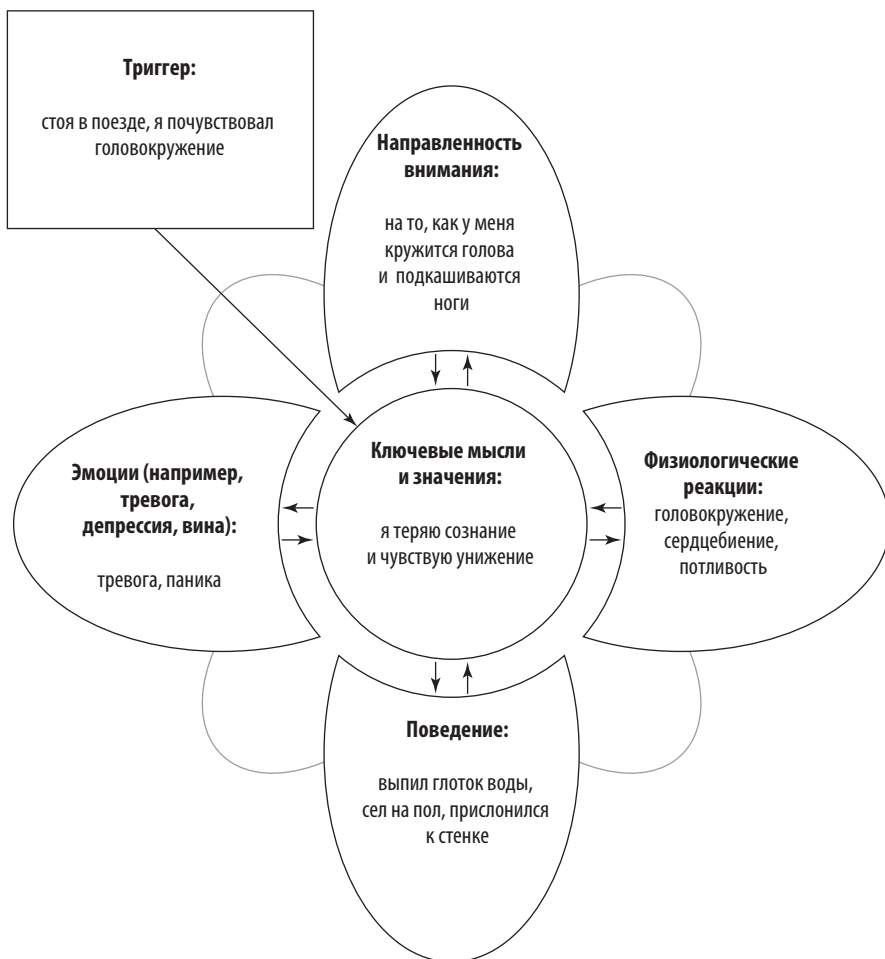 Триггер:
стоя в поезде, я почувствовал
головокружение
Направленность
внимания:
на то, как у меня
кружится голова
и подкашиваются
ноги
Эмоции (например,
тревога,
депрессия, вина):
тревога, паника
Ключевые мысли
и значения:
я теряю сознание
и чувствую унижение
Физиологические
реакции:
головокружение,
сердцебиение,
потливость
Поведение:
выпил глоток воды,
сел на пол, прислонился
к стенке